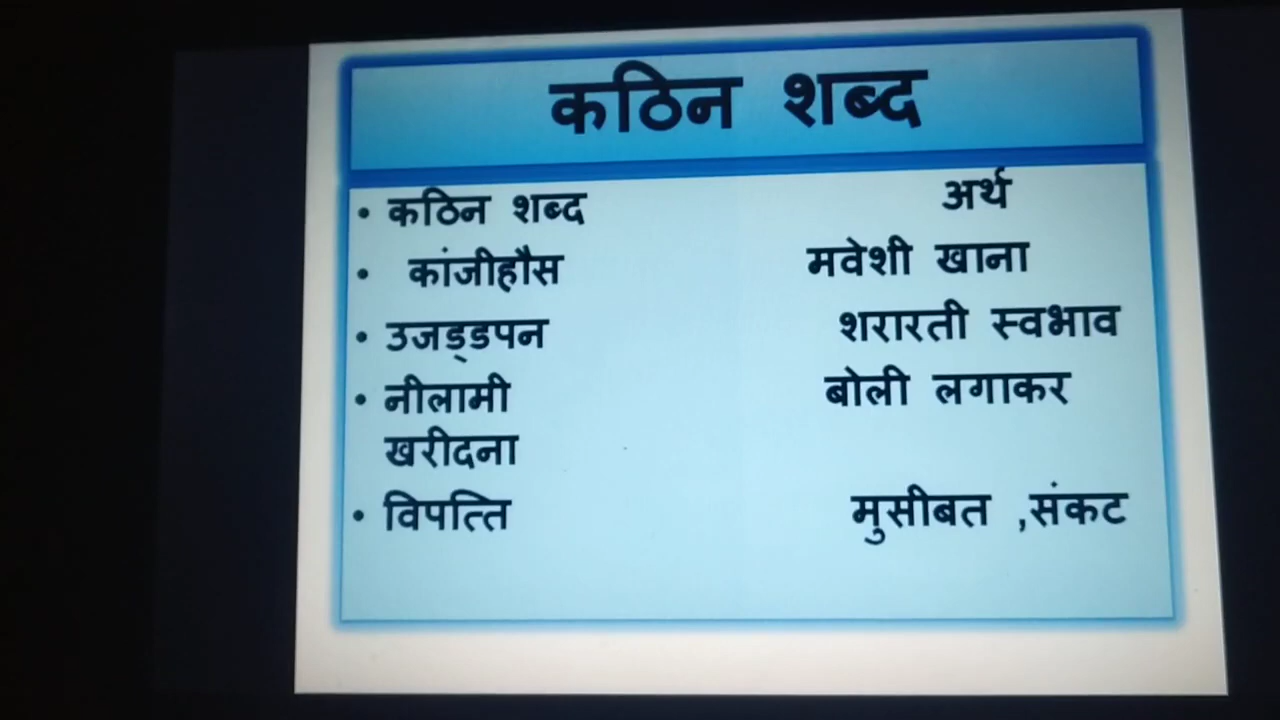 कठिन शब्द
• कठिन शब्द अर्थ
• कांजीहौस मवेशी खाना
• उजड्डपन शरारती स्वभाव
• नीलामी बोली लगाकर
खरीदना
• विपत्ति मुसीबत ,संकट